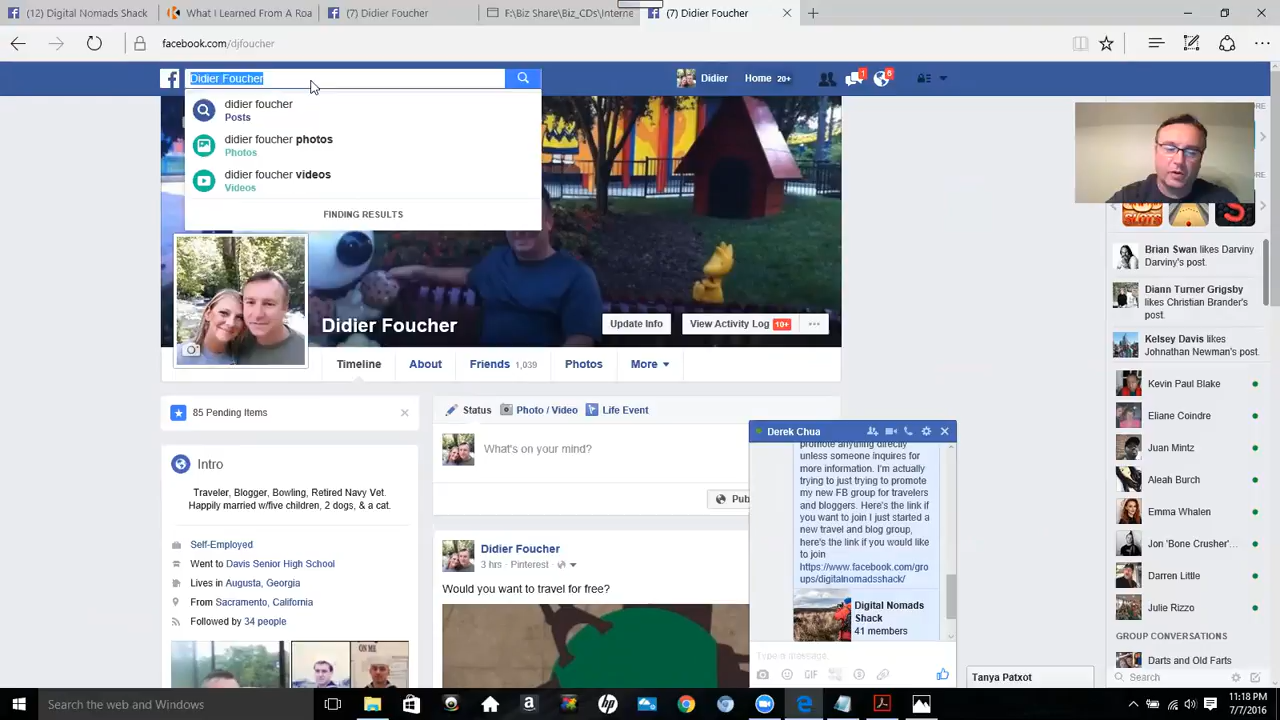 (12) Digital Nomads Shack
What I Learned From A Roa
(7) Didier Foucher
F:\Biz Share\Biz_CDs\Interne
(7) Didier Foucher
facebook.com/djfoucher
Didier Foucher
Didier
Home 20+
1
6
didier foucher
Posts
didier foucher photos
Photos
didier foucher videos
Videos
FINDING RESULTS
Didier Foucher
Update Info
View Activity Log 10+
Timeline
About
Friends 1,039
Photos
More
85 Pending Items
Status
Photo / Video
Life Event
What's on your mind?
Pub
Intro
Traveler, Blogger, Bowling, Retired Navy Vet.
Happily married w/five children, 2 dogs, & a cat.
Self-Employed
Went to Davis Senior High School
Lives in Augusta, Georgia
From Sacramento, California
Followed by 34 people
Didier Foucher
3 hrs · Pinterest ·
Would you want to travel for free?
Derek Chua
promote anything directly
unless someone inquires for
more information. I'm actually
trying to just trying to promote
my new FB group for travelers
and bloggers. Here's the link if
you want to join I just started a
new travel and blog group,
here's the link if you would like
to join
https://www.facebook.com/gro
ups/digitalnomadsshack/
Digital Nomads
Shack
41 members
Type a message...
GIF
Tanya Patxot
Brian Swan likes Darviny
Darviny's post.
Diann Turner Grigsby
likes Christian Brander's
post.
Kelsey Davis likes
Johnathan Newman's post.
Kevin Paul Blake
Eliane Coindre
Juan Mintz
Aleah Burch
Emma Whalen
Jon 'Bone Crusher'...
Darren Little
Julie Rizzo
GROUP CONVERSATIONS
Darts and Old Farts
Search
Search the web and Windows
11:18 PM
7/7/2016